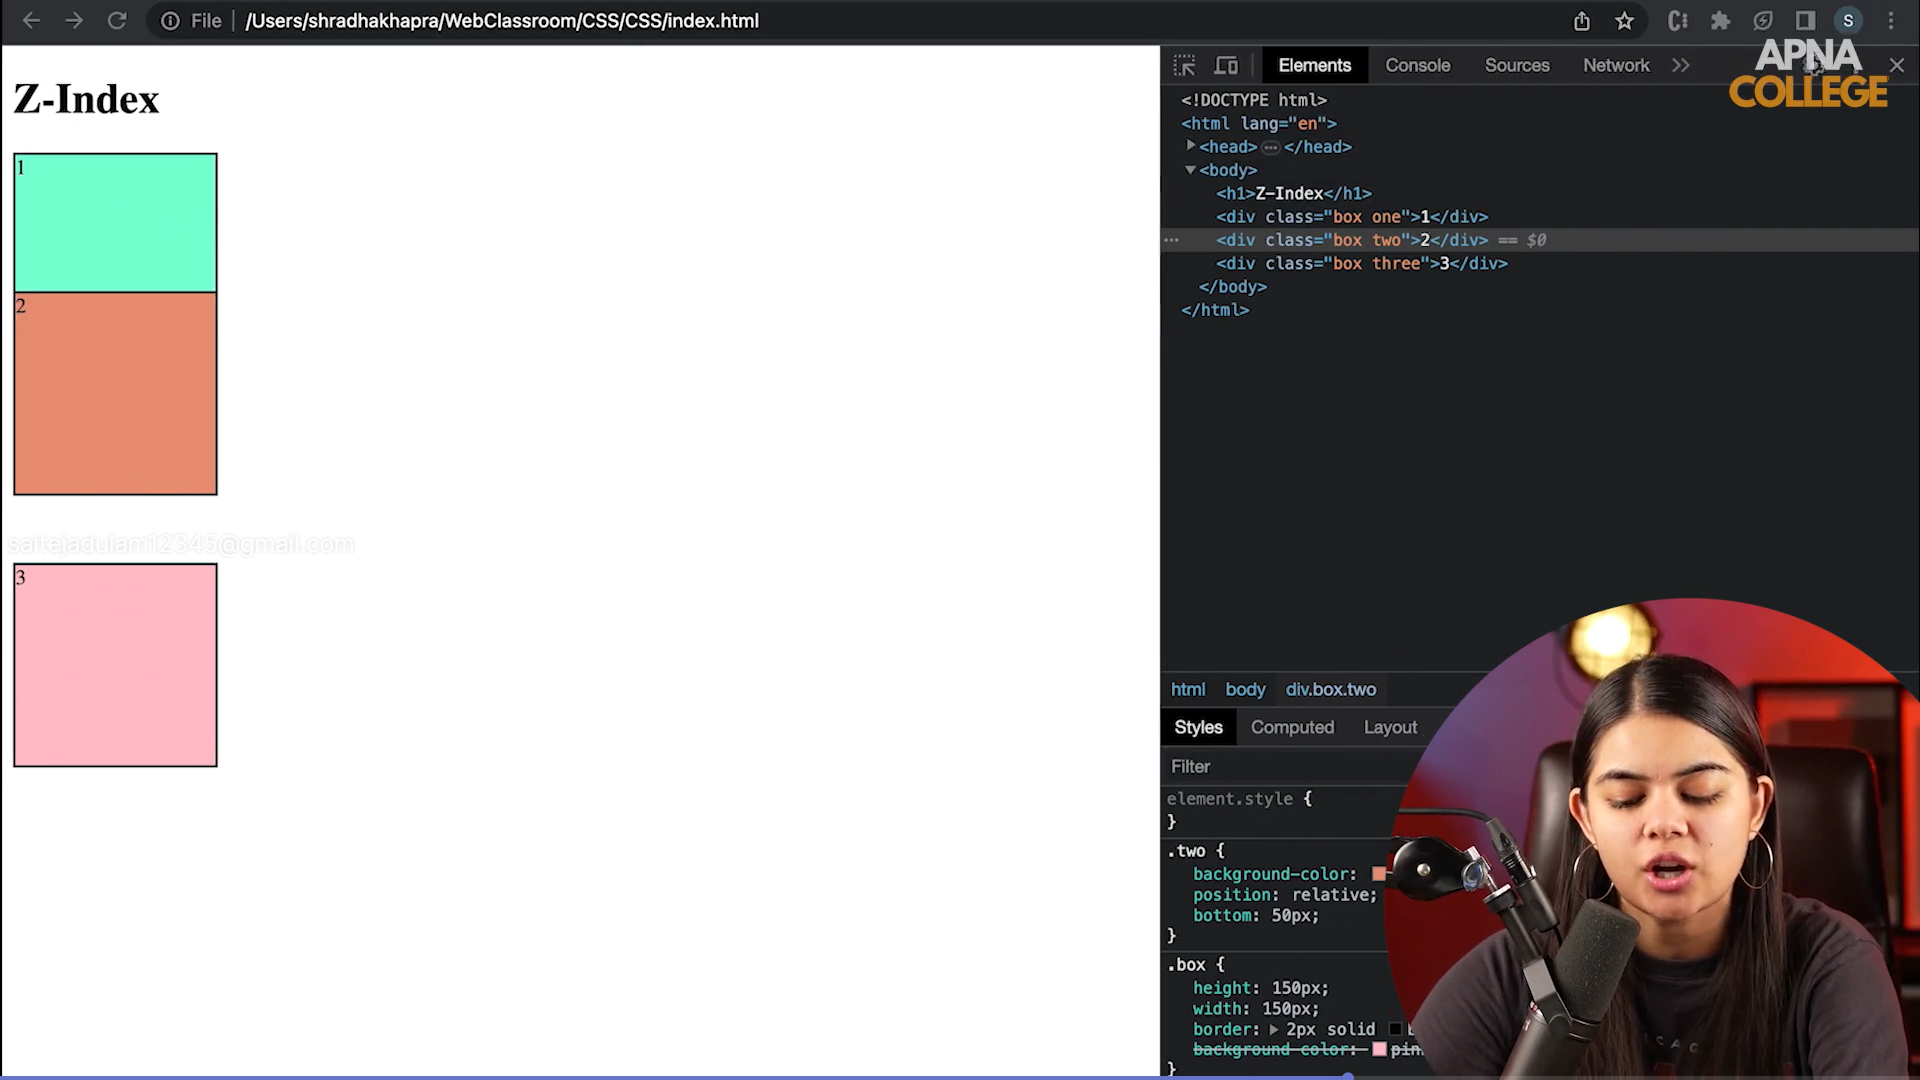 File /Users/shradhakhapra/WebClassroom/CSS/CSS/index.html
S
APNA
COLLEGE
Z-Index
1
2
saitejadulam12345@gmail.com
3
Elements Console Sources Network
<!DOCTYPE html>
<html lang="en">
<head> ... </head>
<body>
<h1>Z-Index</h1>
<div class="box one">1</div>
... <div class="box two">2</div> == $0
<div class="box three">3</div>
</body>
</html>
html body div.box.two
Styles Computed Layout
Filter
element.style {
}
.two {
background-color:
position: relative;
bottom: 50px;
}
.box {
height: 150px;
width: 150px;
border: 2px solid
background-color:
}